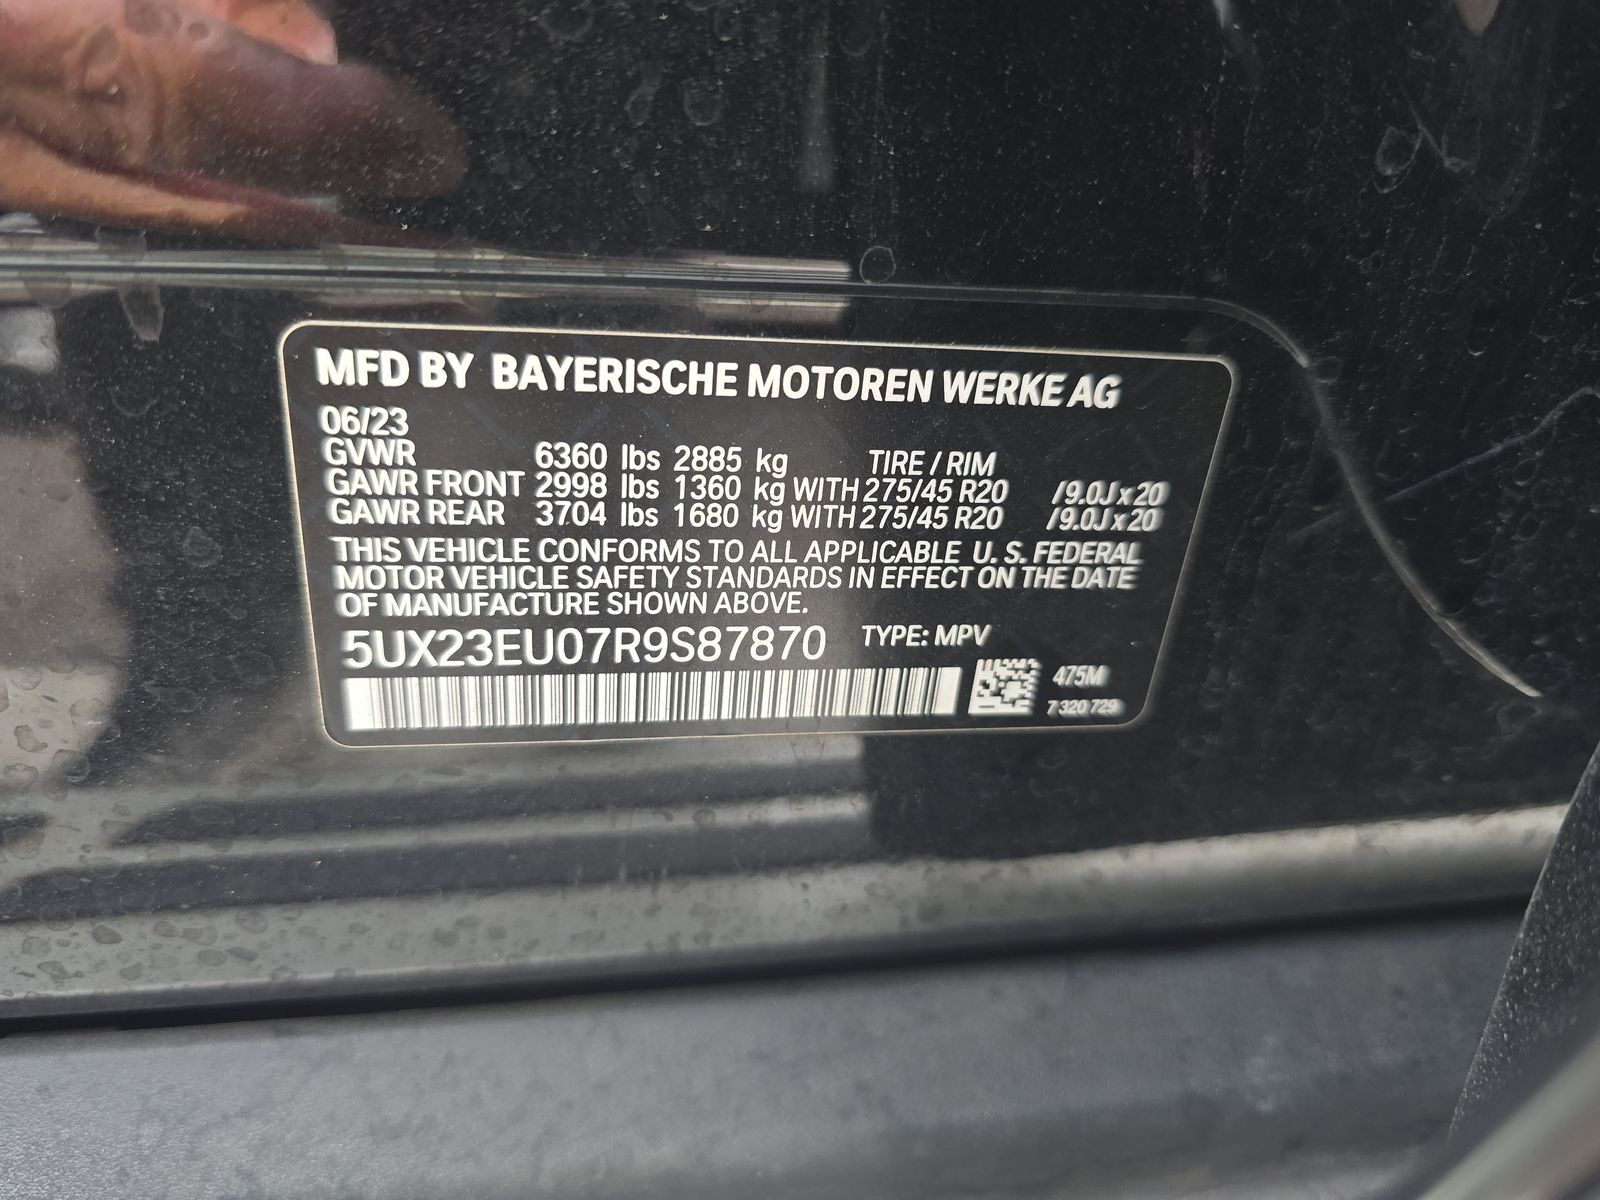 MFD BY BAYERISCHE MOTOREN WERKE AG
06/23
GVWR 6360 lbs 2885 kg TIRE / RIM
GAWR FRONT 2998 lbs 1360 kg WITH 275/45 R20 /9.0J x 20
GAWR REAR 3704 lbs 1680 kg WITH 275/45 R20 /9.0J x 20
THIS VEHICLE CONFORMS TO ALL APPLICABLE U. S. FEDERAL
MOTOR VEHICLE SAFETY STANDARDS IN EFFECT ON THE DATE
OF MANUFACTURE SHOWN ABOVE.
5UX23EU07R9S87870 TYPE: MPV
475M
7 320 729